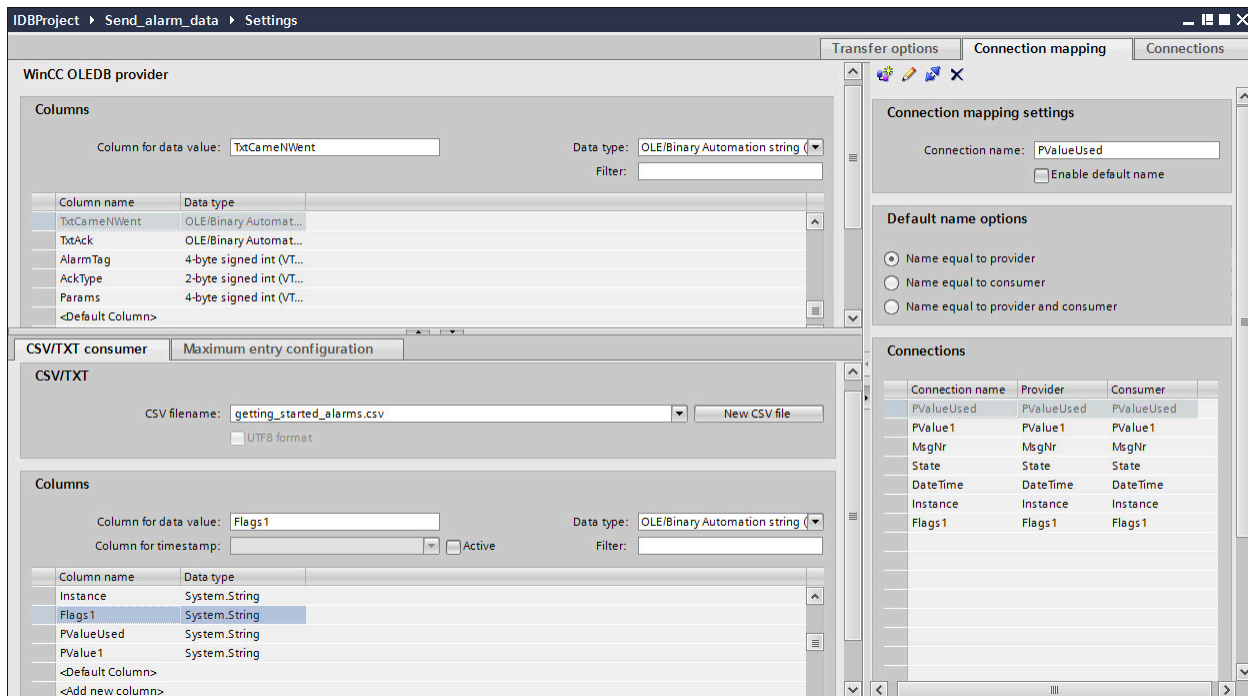 IDBProject Send_alarm_data Settings
Transfer options Connection mapping Connections
WinCC OLEDB provider
Columns
Column for data value: TxtCameNWent Data type: OLE/Binary Automation string (
Filter:
Column name Data type
TxtCameNWent OLE/Binary Automat...
TxtAck OLE/Binary Automat...
AlarmTag 4-byte signed int (VT...
AckType 2-byte signed int (VT...
Params 4-byte signed int (VT...
<Default Column>
CSV/TXT consumer Maximum entry configuration
CSV/TXT
CSV filename: getting_started_alarms.csv New CSV file
UTF8 format
Columns
Column for data value: Flags1 Data type: OLE/Binary Automation string (
Column for timestamp: Active Filter:
Column name Data type
Instance System.String
Flags1 System.String
PValueUsed System.String
PValue1 System.String
<Default Column>
<Add new column>
Connection mapping settings
Connection name: PValueUsed
Enable default name
Default name options
Name equal to provider
Name equal to consumer
Name equal to provider and consumer
Connections
Connection name Provider Consumer
PValueUsed PValueUsed PValueUsed
PValue1 PValue1 PValue1
MsgNr MsgNr MsgNr
State State State
DateTime DateTime DateTime
Instance Instance Instance
Flags1 Flags1 Flags1